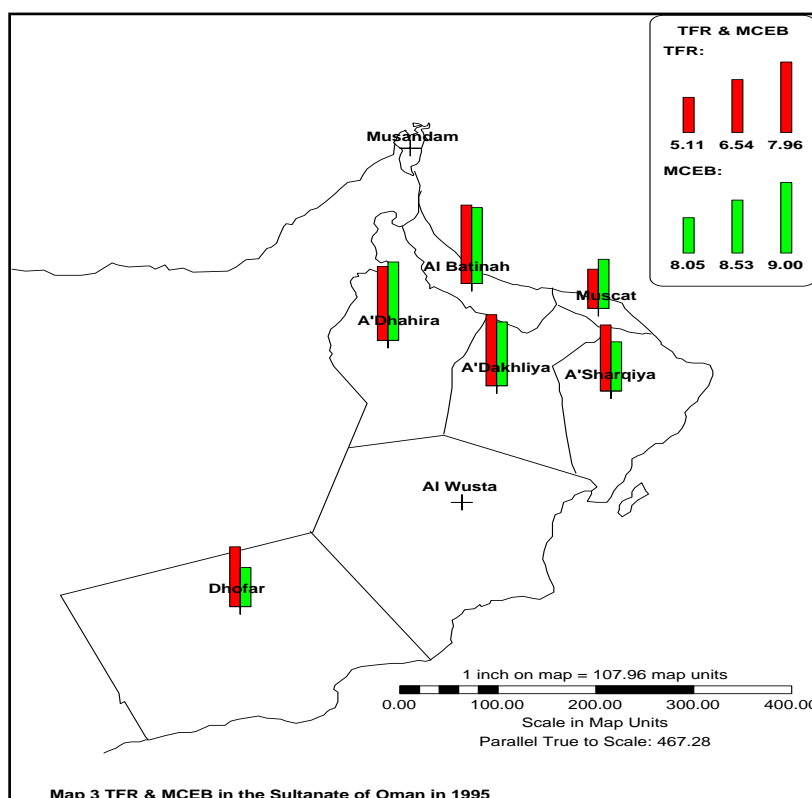 TFR & MCEB
TFR:
5.11 6.54 7.96
MCEB:
8.05 8.53 9.00
Musandam
Al Batinah
Muscat
A'Dhahira
A'Dakhliya
A'Sharqiya
Al Wusta
Dhofar
1 inch on map = 107.96 map units
0.00 100.00 200.00 300.00 400.00
Scale in Map Units
Parallel True to Scale: 467.28
Map 3 TFR & MCEB in the Sultanate of Oman in 1995